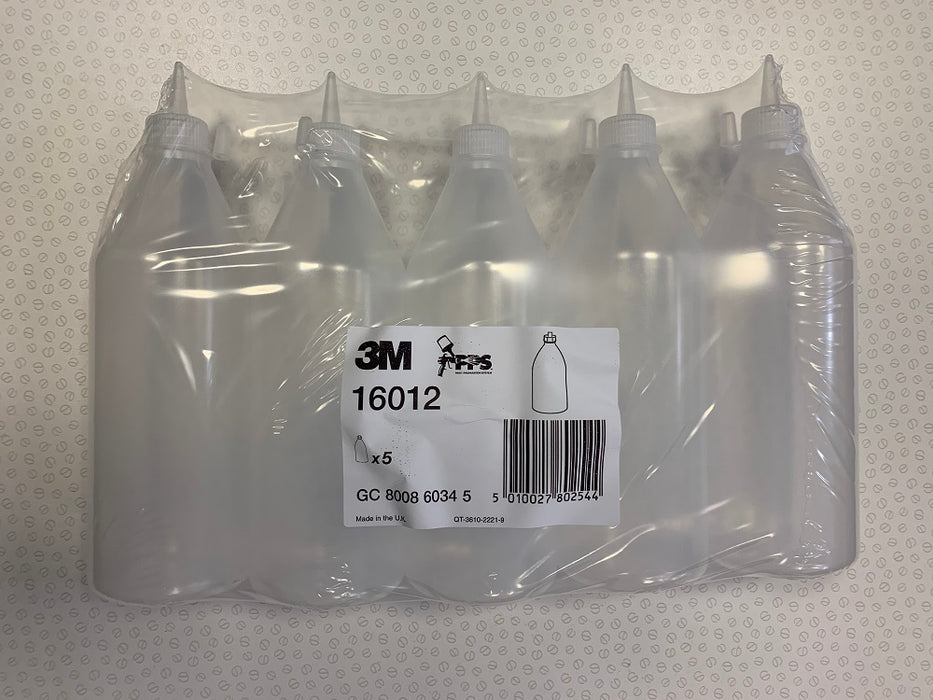 3M PPS
16012
x5
GC 8008 6034 5
5 010027 802544
Made in the U.K.
QT-3610-2221-9